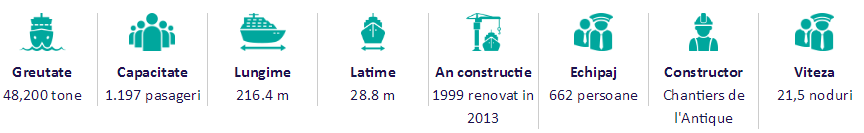 Greutate
48,200 tone
Capacitate
1.197 pasageri
Lungime
216.4 m
Latime
28.8 m
An constructie
1999 renovat in
2013
Echipaj
662 persoane
Constructor
Chantiers de
l'Antique
Viteza
21,5 noduri